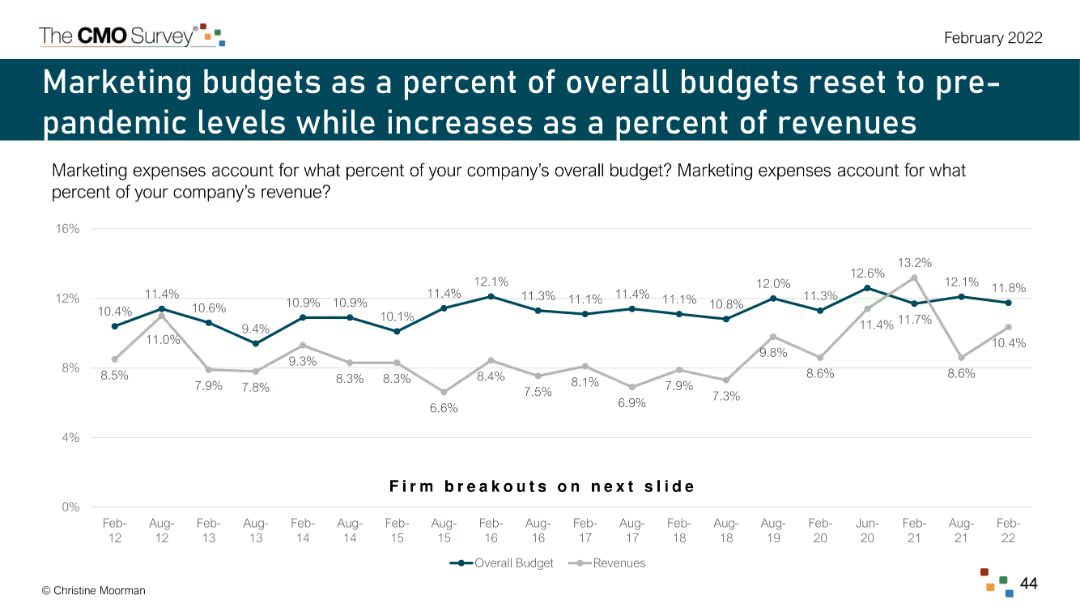 The CMO Survey
February 2022
Marketing budgets as a percent of overall budgets reset to pre-
pandemic levels while increases as a percent of revenues
Marketing expenses account for what percent of your company's overall budget? Marketing expenses account for what
percent of your company's revenue?
16%
12%
8%
4%
0%
10.4%
11.4%
10.6%
9.4%
10.9%
10.9%
10.1%
11.4%
12.1%
11.3%
11.1%
11.4%
11.1%
10.8%
12.0%
11.3%
12.6%
11.7%
12.1%
11.8%
8.5%
11.0%
7.9%
7.8%
9.3%
8.3%
8.3%
6.6%
8.4%
7.5%
8.1%
6.9%
7.9%
7.3%
9.8%
8.6%
11.4%
13.2%
8.6%
10.4%
Firm breakouts on next slide
Feb-
12
Aug-
12
Feb-
13
Aug-
13
Feb-
14
Aug-
14
Feb-
15
Aug-
15
Feb-
16
Aug-
16
Feb-
17
Aug-
17
Feb-
18
Aug-
18
Aug-
19
Feb-
20
Jun-
20
Feb-
21
Aug-
21
Feb-
22
Overall Budget
Revenues
© Christine Moorman
44